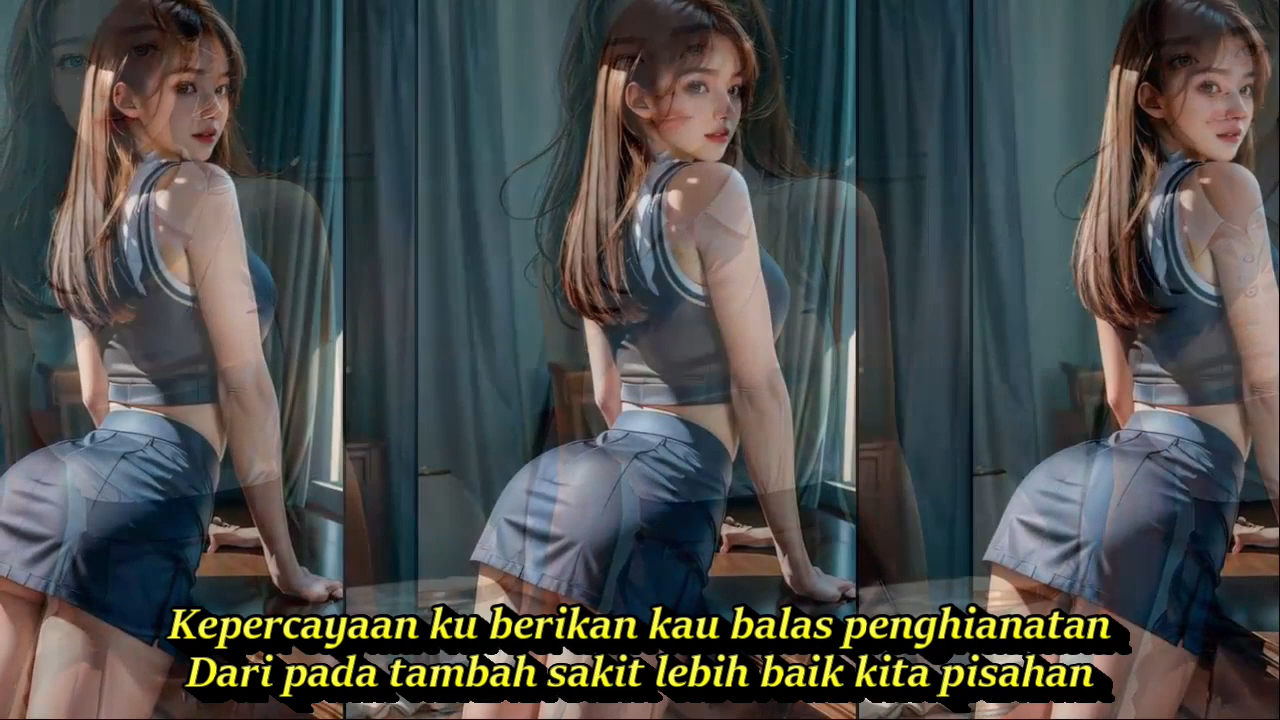 Kepercayaan ku berikan kau balas penghianatan
Dari pada tambah sakit lebih baik kita pisahan